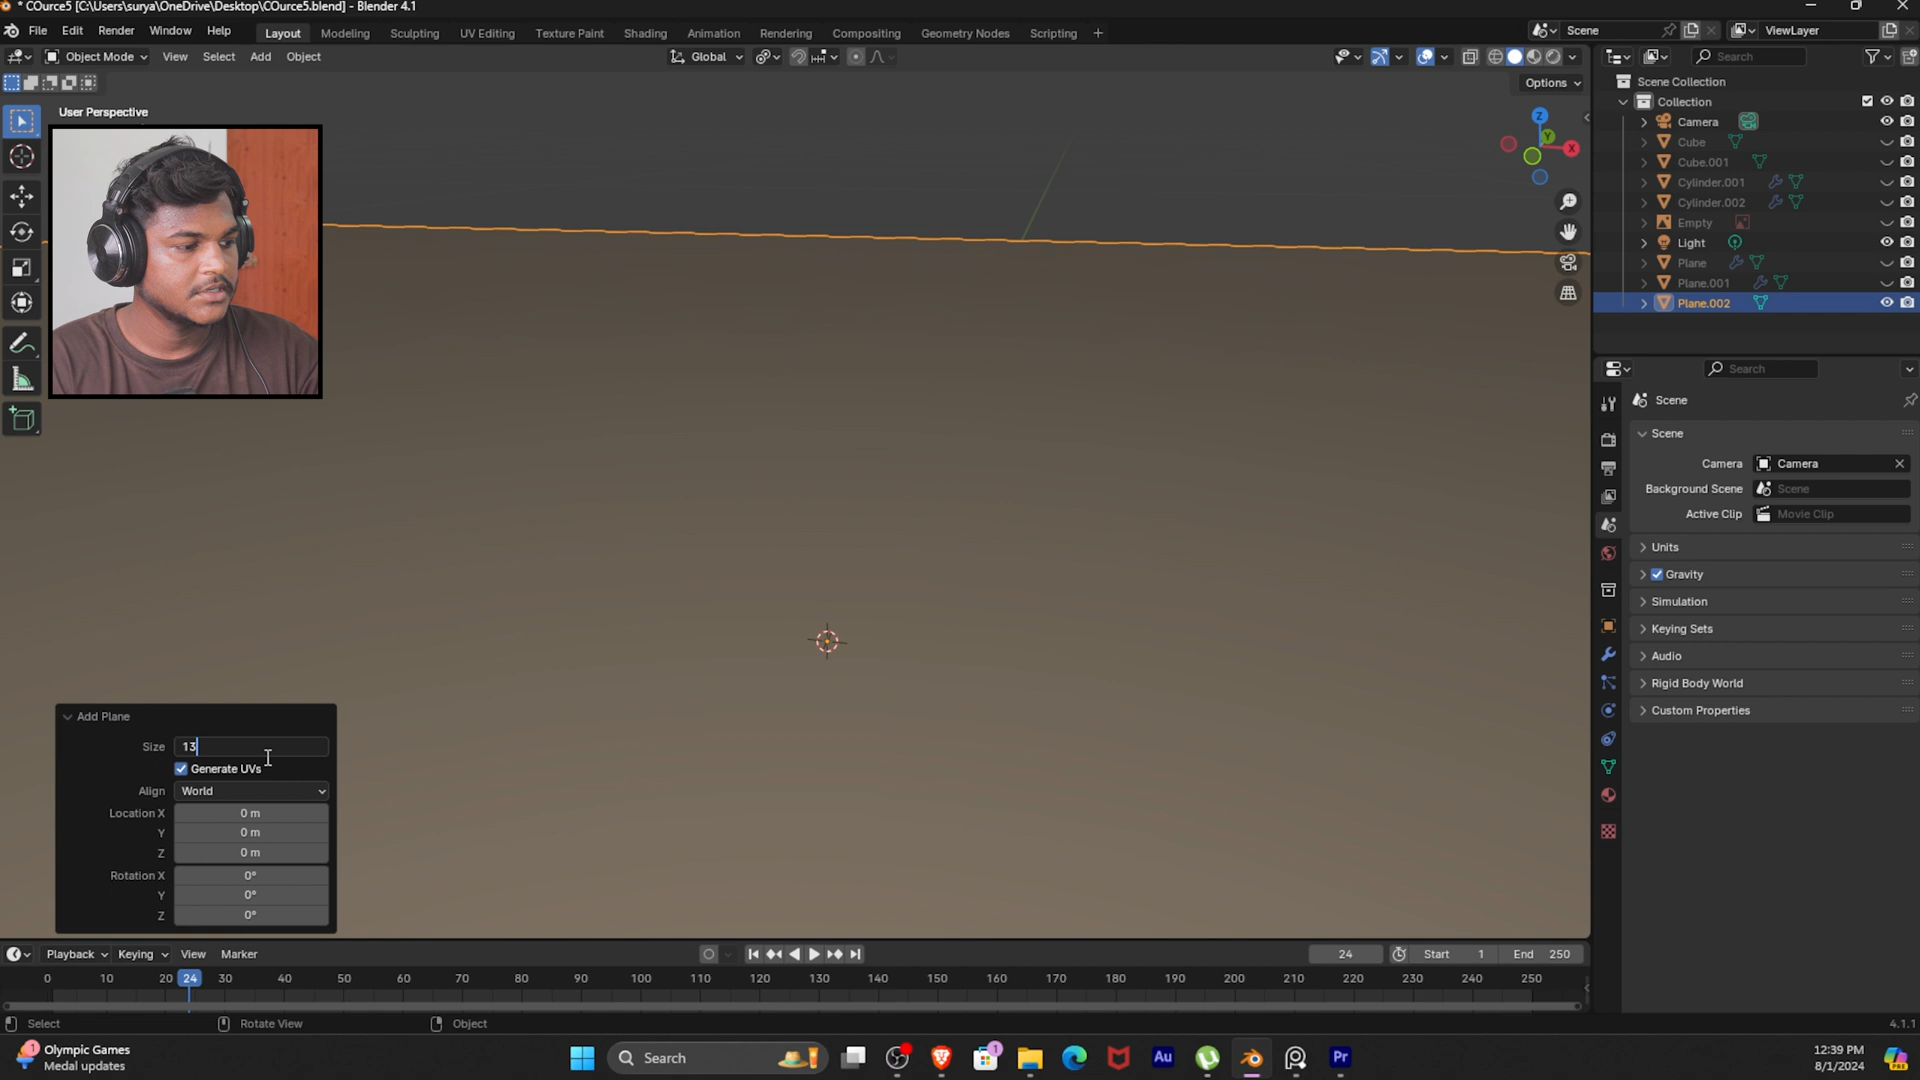 * COurce5 [C:\Users\surya\OneDrive\Desktop\COurce5.blend] - Blender 4.1
File Edit Render Window Help Layout Modeling Sculpting UV Editing Texture Paint Shading Animation Rendering Compositing Geometry Nodes Scripting + Scene ViewLayer
Object Mode View Select Add Object Global Search
Options
User Perspective
Z
Y
X
Scene Collection
Collection
Camera
Cube
Cube.001
Cylinder.001
Cylinder.002
Empty
Light
Plane
Plane.001
Plane.002
Search
Scene
Scene
Camera Camera
Background Scene Scene
Active Clip Movie Clip
Units
Gravity
Simulation
Keying Sets
Audio
Rigid Body World
Custom Properties
Add Plane
Size 13
Generate UVs
Align World
Location X 0 m
Y 0 m
Z 0 m
Rotation X 0°
Y 0°
Z 0°
Playback Keying View Marker 24 Start 1 End 250
0 10 20 24 30 40 50 60 70 80 90 100 110 120 130 140 150 160 170 180 190 200 210 220 230 240 250
Select Rotate View Object 4.1.1
1 Olympic Games
Medal updates
Search
1
Au
Pr
12:39 PM
8/1/2024
PRE